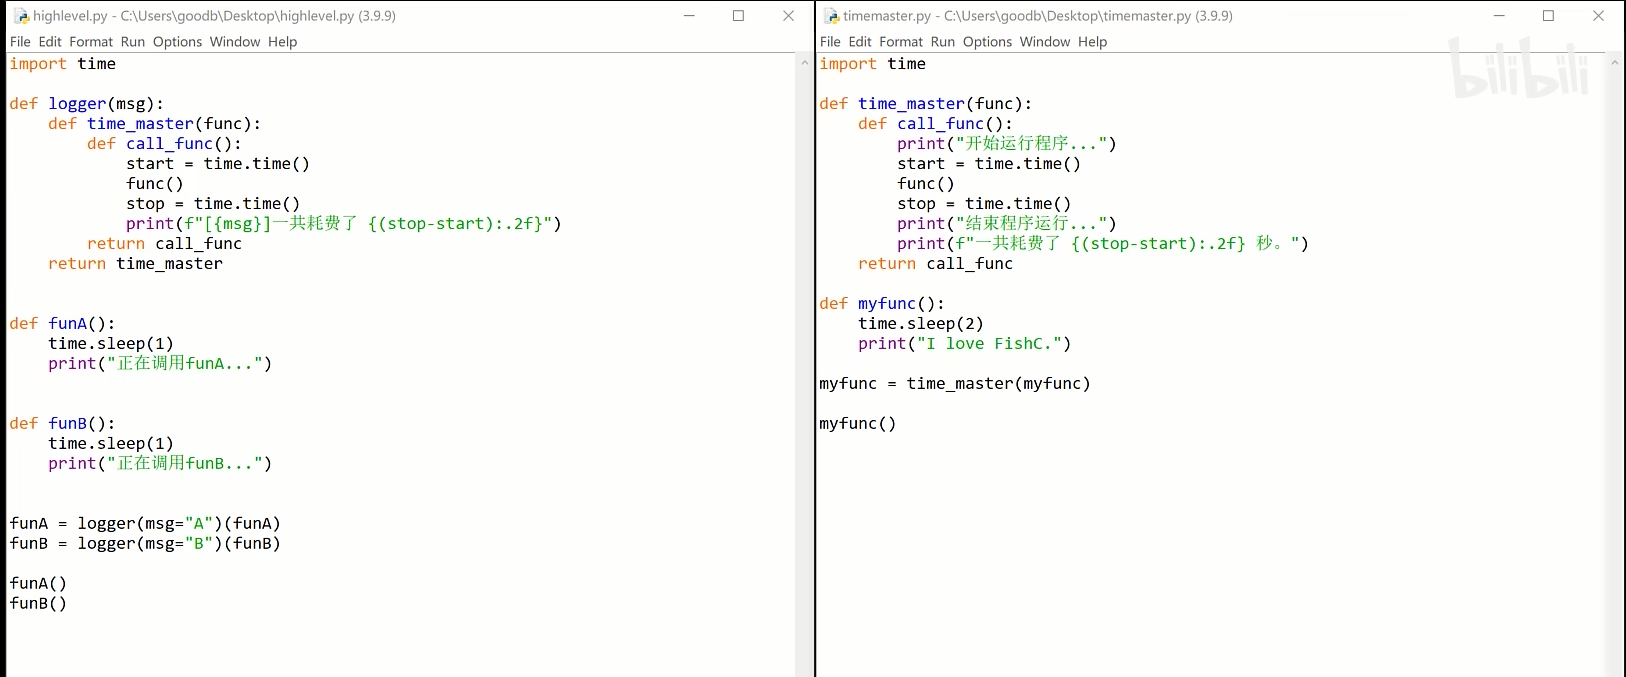 highlevel.py - C:\Users\goodb\Desktop\highlevel.py (3.9.9)
File Edit Format Run Options Window Help
import time
def logger(msg):
    def time_master(func):
        def call_func():
            start = time.time()
            func()
            stop = time.time()
            print(f"[{msg}]一共耗费了 {(stop-start):.2f}")
        return call_func
    return time_master
def funA():
    time.sleep(1)
    print("正在调用funA...")
def funB():
    time.sleep(1)
    print("正在调用funB...")
funA = logger(msg="A")(funA)
funB = logger(msg="B")(funB)
funA()
funB()
timemaster.py - C:\Users\goodb\Desktop\timemaster.py (3.9.9)
File Edit Format Run Options Window Help
import time
def time_master(func):
    def call_func():
        print("开始运行程序...")
        start = time.time()
        func()
        stop = time.time()
        print("结束程序运行...")
        print(f"一共耗费了 {(stop-start):.2f} 秒。")
    return call_func
def myfunc():
    time.sleep(2)
    print("I love FishC.")
myfunc = time_master(myfunc)
myfunc()
bilibili